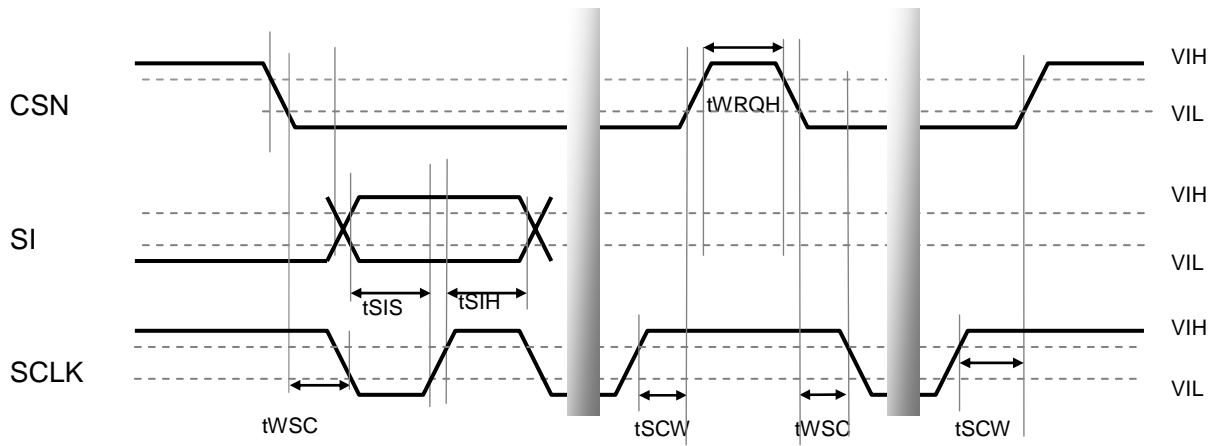 VIH
CSN
tWRQH
VIL
VIH
SI
VIL
tSIS
tSIH
VIH
SCLK
VIL
tWSC
tSCW
tWSC
tSCW